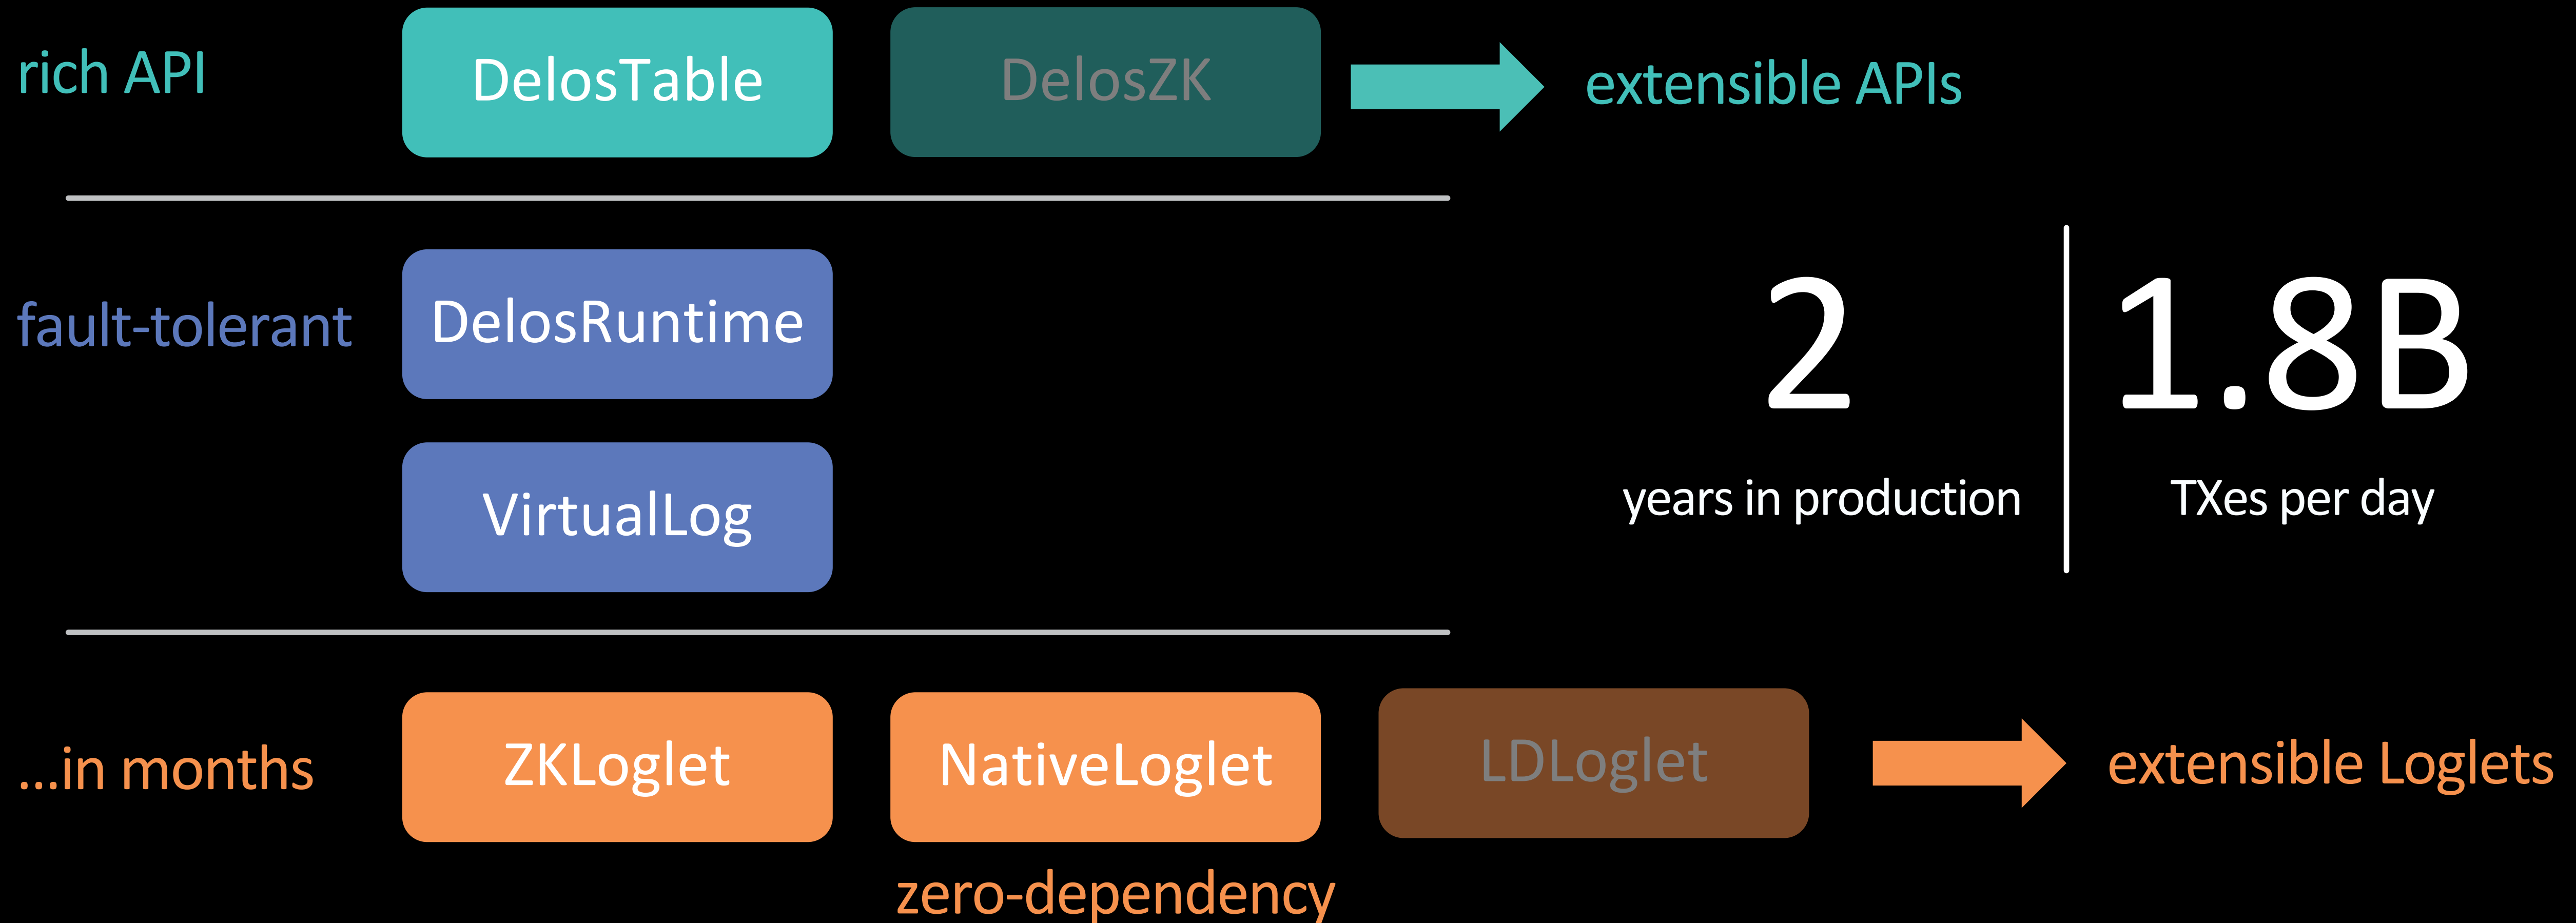 rich API
DelosTable
DelosZK
extensible APIs
fault-tolerant
DelosRuntime
VirtualLog
2
years in production
1.8B
TXes per day
...in months
ZKLoglet
NativeLoglet
LDLoglet
extensible Loglets
zero-dependency